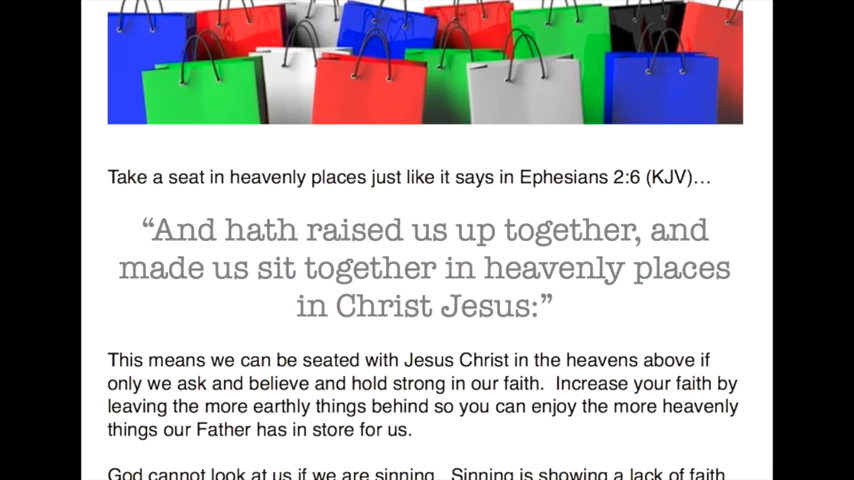 Take a seat in heavenly places just like it says in Ephesians 2:6 (KJV)…
“And hath raised us up together, and
made us sit together in heavenly places
in Christ Jesus:”
This means we can be seated with Jesus Christ in the heavens above if
only we ask and believe and hold strong in our faith.  Increase your faith by
leaving the more earthly things behind so you can enjoy the more heavenly
things our Father has in store for us.
God cannot look at us if we are sinning.  Sinning is showing a lack of faith